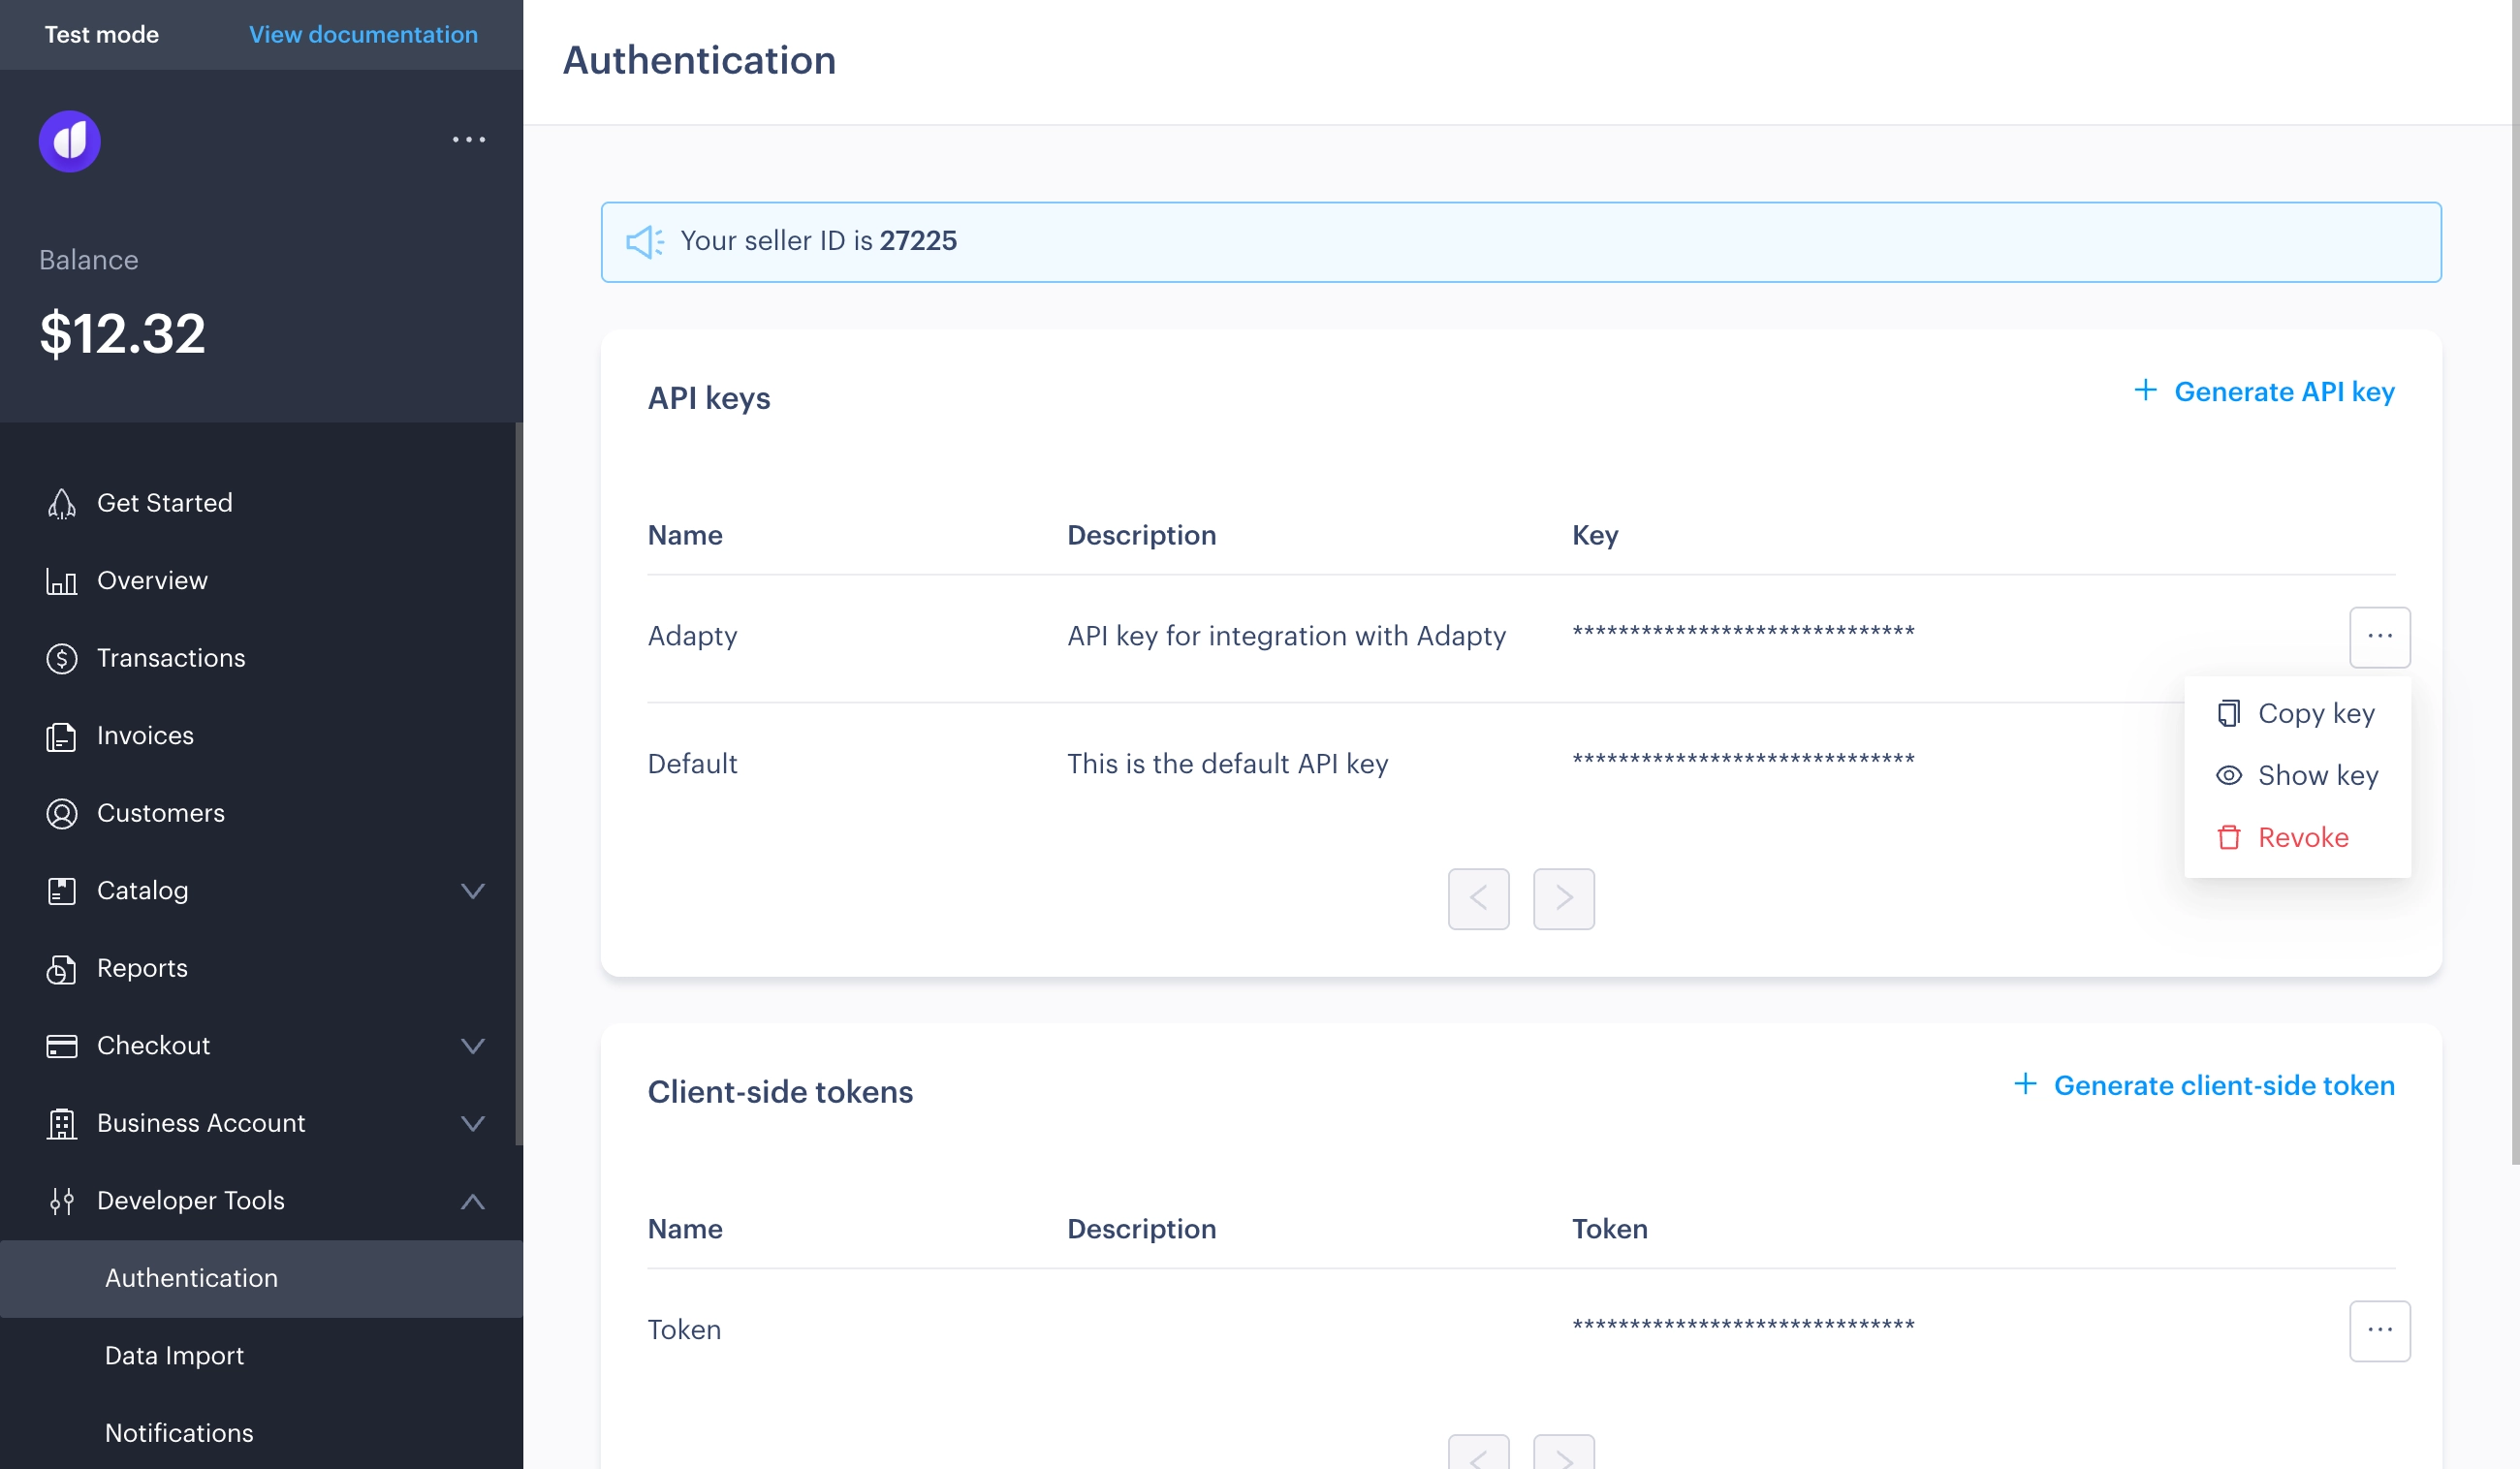 Test mode
View documentation
Balance
$12.32
Get Started
Overview
Transactions
Invoices
Customers
Catalog
Reports
Checkout
Business Account
Developer Tools
Authentication
Data Import
Notifications
Authentication
Your seller ID is 27225
API keys
+ Generate API key
Name Description Key
Adapty API key for integration with Adapty ******************************
Default This is the default API key ******************************
Copy key
Show key
Revoke
Client-side tokens
+ Generate client-side token
Name Description Token
Token ******************************